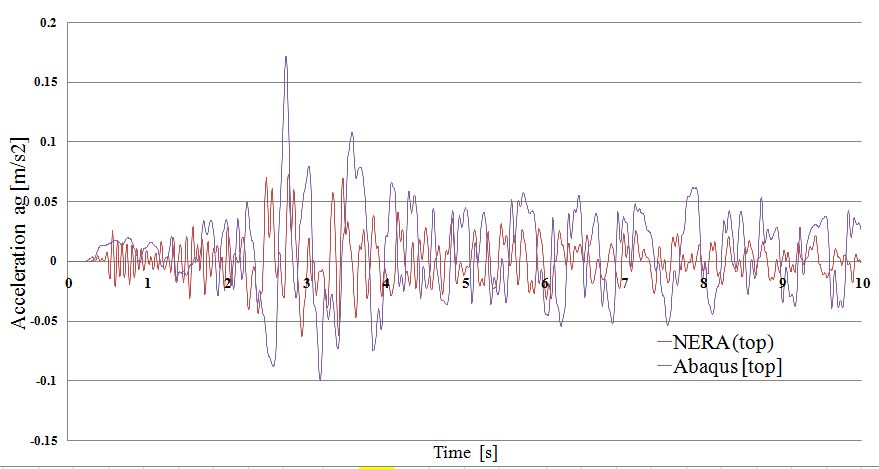 0.2
0.15
0.1
0.05
0
-0.05
-0.1
-0.15
0 1 2 3 4 5 6 7 8 9 10
Acceleration ag [m/s2]
Time [s]
NERA (top)
Abaqus [top]